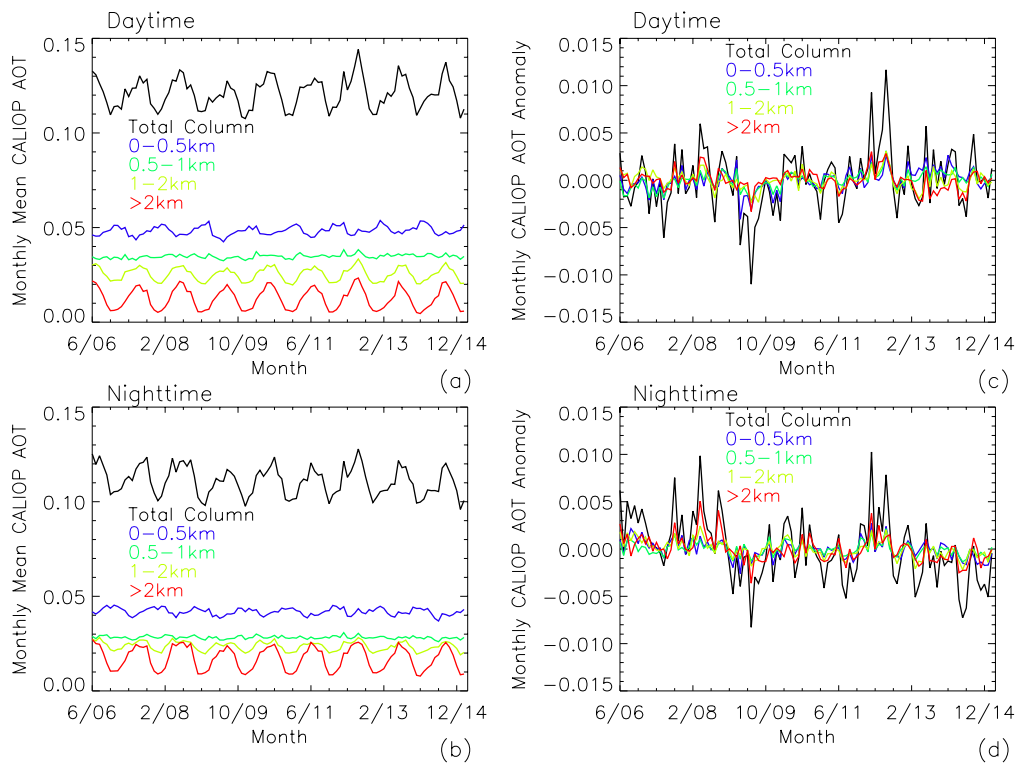 Daytime
Monthly Mean CALIOP AOT
0.15
0.10
0.05
0.00
Total Column
0-0.5km
0.5-1km
1-2km
>2km
6/06 2/08 10/09 6/11 2/13 12/14
Month
(a)
Daytime
Monthly CALIOP AOT Anomaly
0.015
0.010
0.005
0.000
-0.005
-0.010
-0.015
Total Column
0-0.5km
0.5-1km
1-2km
>2km
6/06 2/08 10/09 6/11 2/13 12/14
Month
(c)
Nighttime
Monthly Mean CALIOP AOT
0.15
0.10
0.05
0.00
Total Column
0-0.5km
0.5-1km
1-2km
>2km
6/06 2/08 10/09 6/11 2/13 12/14
Month
(b)
Nighttime
Monthly CALIOP AOT Anomaly
0.015
0.010
0.005
0.000
-0.005
-0.010
-0.015
Total Column
0-0.5km
0.5-1km
1-2km
>2km
6/06 2/08 10/09 6/11 2/13 12/14
Month
(d)